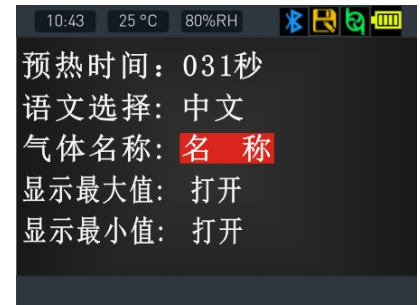 10:43 25 °C 80%RH
预热时间：031秒
语文选择：中文
气体名称：名 称
显示最大值：打开
显示最小值：打开